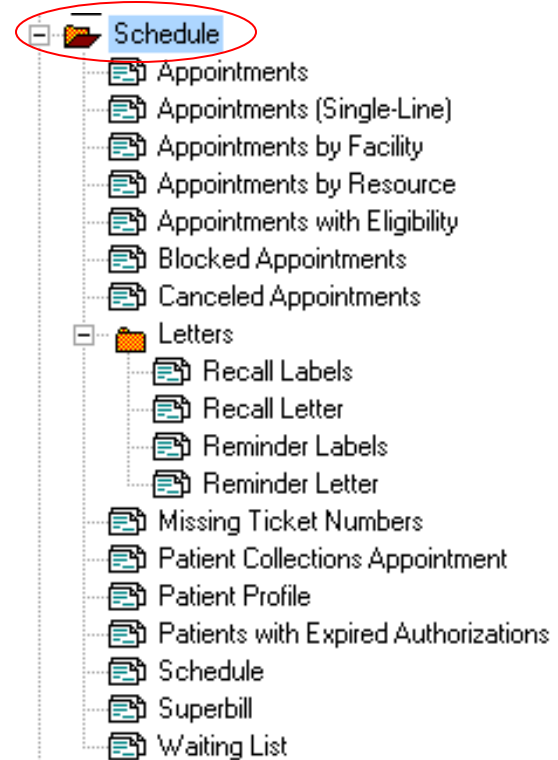 Schedule
Appointments
Appointments (Single-Line)
Appointments by Facility
Appointments by Resource
Appointments with Eligibility
Blocked Appointments
Canceled Appointments
Letters
Recall Labels
Recall Letter
Reminder Labels
Reminder Letter
Missing Ticket Numbers
Patient Collections Appointment
Patient Profile
Patients with Expired Authorizations
Schedule
Superbill
Waiting List